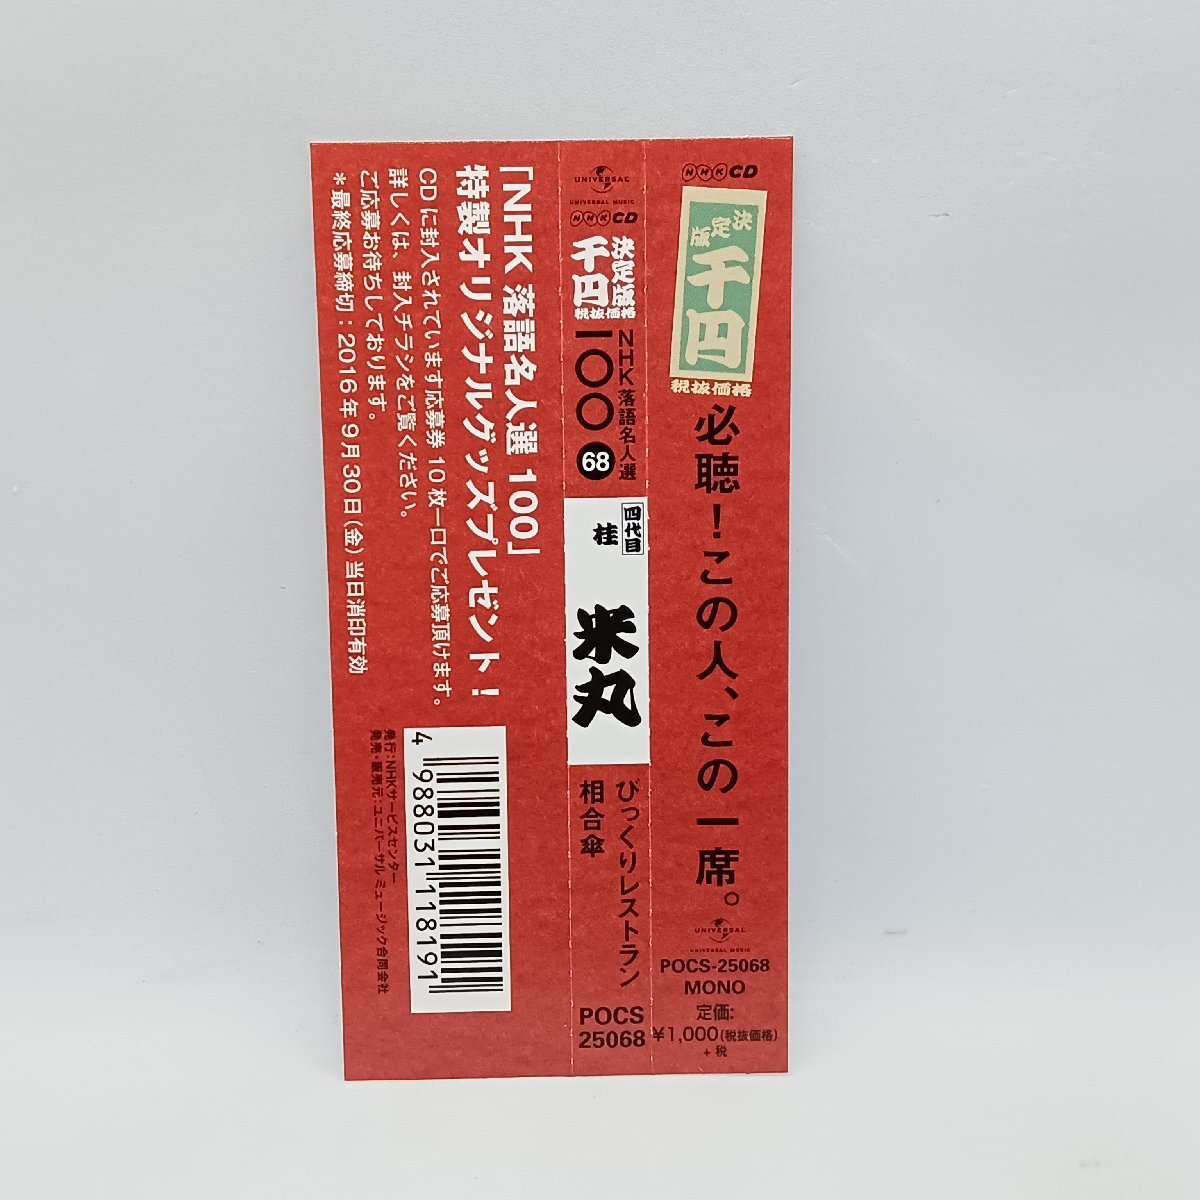 NHK CD
決定版
千円
税抜価格
必聴！この人、この一席。
UNIVERSAL
UNIVERSAL MUSIC
POCS-25068
MONO
定価:
¥1,000(税抜価格)
+税
UNIVERSAL
UNIVERSAL MUSIC
NHK CD
決定版
千円
税抜価格
NHK落語名人選
一〇〇
68
四代目
桂
米丸
びっくりレストラン
相合傘
POCS
25068
「NHK 落語名人選 100」
特製オリジナルグッズプレゼント！
CDに封入されています応募券10枚一口でご応募頂けます。
詳しくは、封入チラシをご覧ください。
ご応募お待ちしております。
*最終応募締切：2016年9月30日(金)当日消印有効
4 988031 118191
発行：NHKサービスセンター
発売・販売元：ユニバーサル ミュージック合同会社